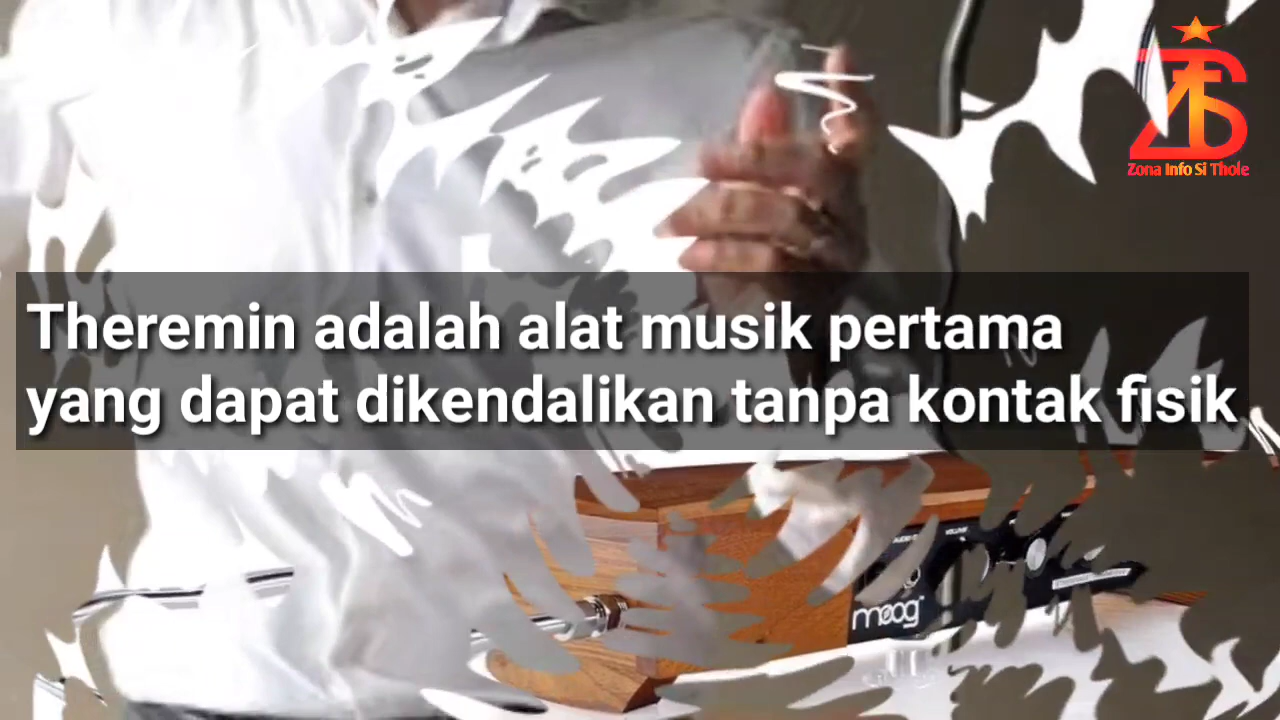 Zona Info Si Thole
Theremin adalah alat musik pertama
yang dapat dikendalikan tanpa kontak fisik
moog